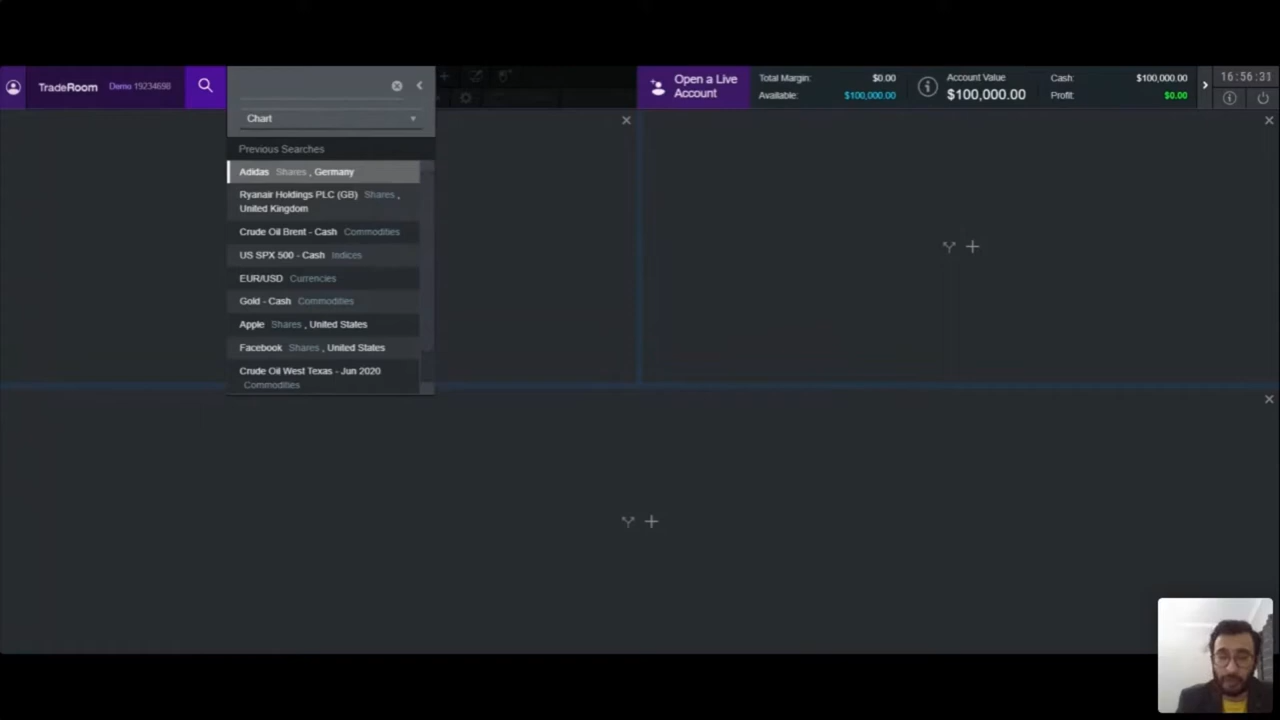 TradeRoom Demo 19234698
Open a Live
Account
Total Margin: $0.00
Available: $100,000.00
Account Value
$100,000.00
Cash: $100,000.00
Profit: $0.00
16:56:31
Chart
Previous Searches
Adidas Shares , Germany
Ryanair Holdings PLC (GB) Shares ,
United Kingdom
Crude Oil Brent - Cash Commodities
US SPX 500 - Cash Indices
EUR/USD Currencies
Gold - Cash Commodities
Apple Shares , United States
Facebook Shares , United States
Crude Oil West Texas - Jun 2020
Commodities